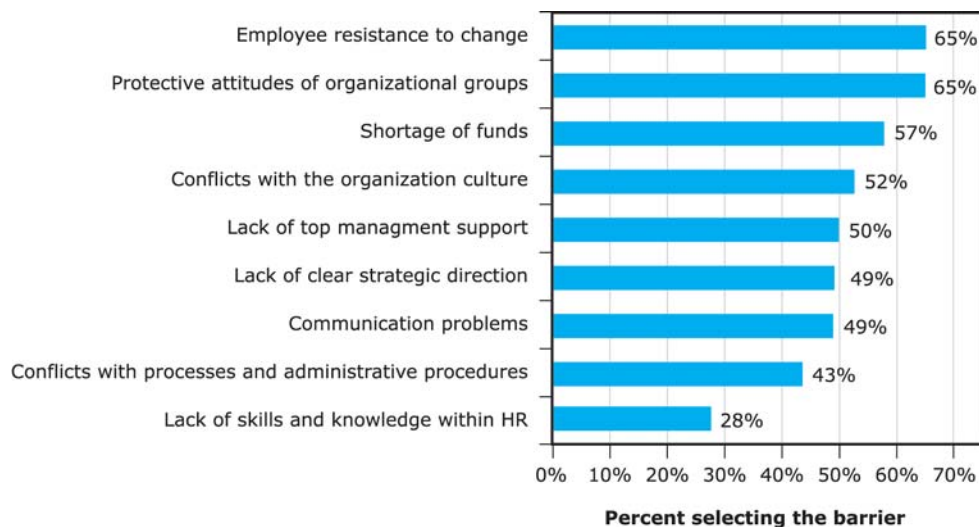 Employee resistance to change 65%
Protective attitudes of organizational groups 65%
Shortage of funds 57%
Conflicts with the organization culture 52%
Lack of top managment support 50%
Lack of clear strategic direction 49%
Communication problems 49%
Conflicts with processes and administrative procedures 43%
Lack of skills and knowledge within HR 28%
0% 10% 20% 30% 40% 50% 60% 70%
Percent selecting the barrier